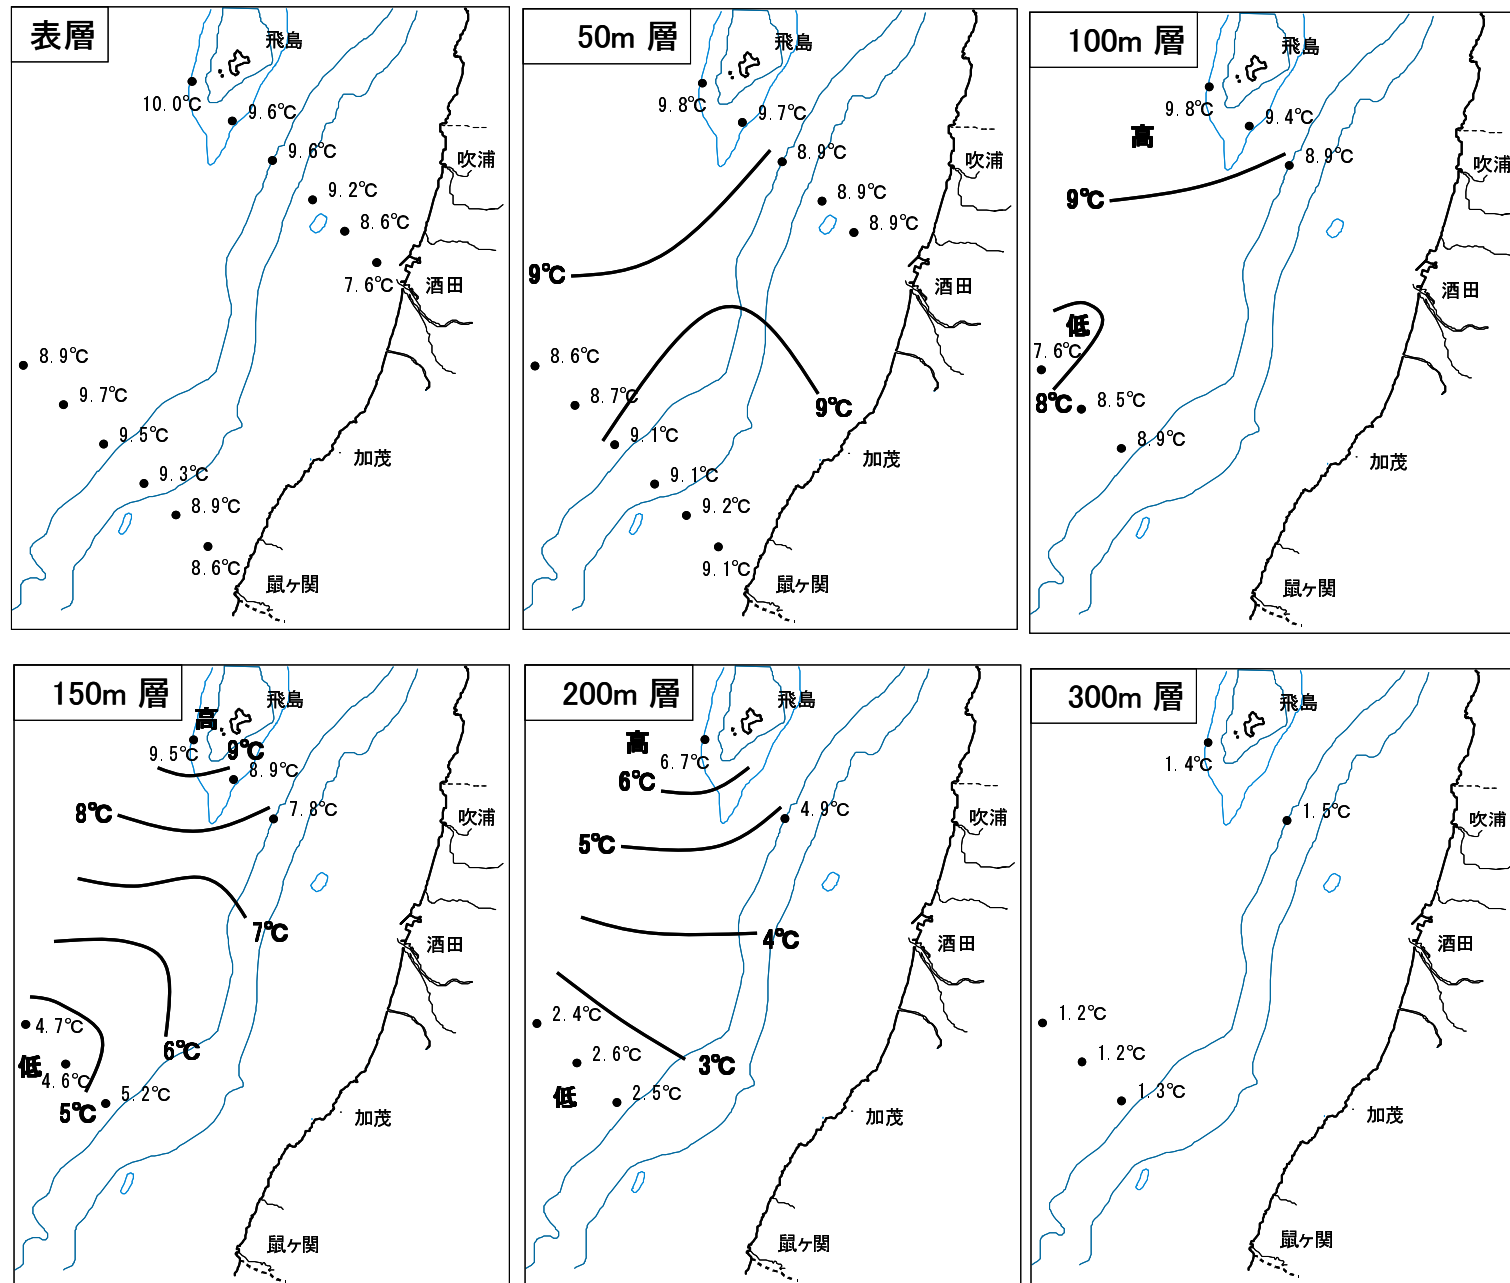 表層
飛島
10.0℃
9.6℃
9.6℃
吹浦
9.2℃
8.6℃
7.6℃
酒田
8.9℃
9.7℃
9.5℃
加茂
9.3℃
8.9℃
8.6℃
鼠ヶ関
50m 層
飛島
9.8℃
9.7℃
8.9℃
吹浦
8.9℃
8.9℃
9℃
酒田
8.6℃
8.7℃
9℃
9.1℃
加茂
9.1℃
9.2℃
9.1℃
鼠ヶ関
100m 層
飛島
9.8℃
9.4℃
高
8.9℃
吹浦
9℃
酒田
低
7.6℃
8℃
8.5℃
8.9℃
加茂
鼠ヶ関
150m 層
飛島
高
9.5℃
9℃
8.9℃
8℃
7.8℃
吹浦
7℃
酒田
4.7℃
6℃
低
4.6℃
5℃
5.2℃
加茂
鼠ヶ関
200m 層
飛島
高
6.7℃
6℃
4.9℃
吹浦
5℃
4℃
酒田
2.4℃
2.6℃
3℃
低
2.5℃
加茂
鼠ヶ関
300m 層
飛島
1.4℃
1.5℃
吹浦
酒田
1.2℃
1.2℃
1.3℃
加茂
鼠ヶ関